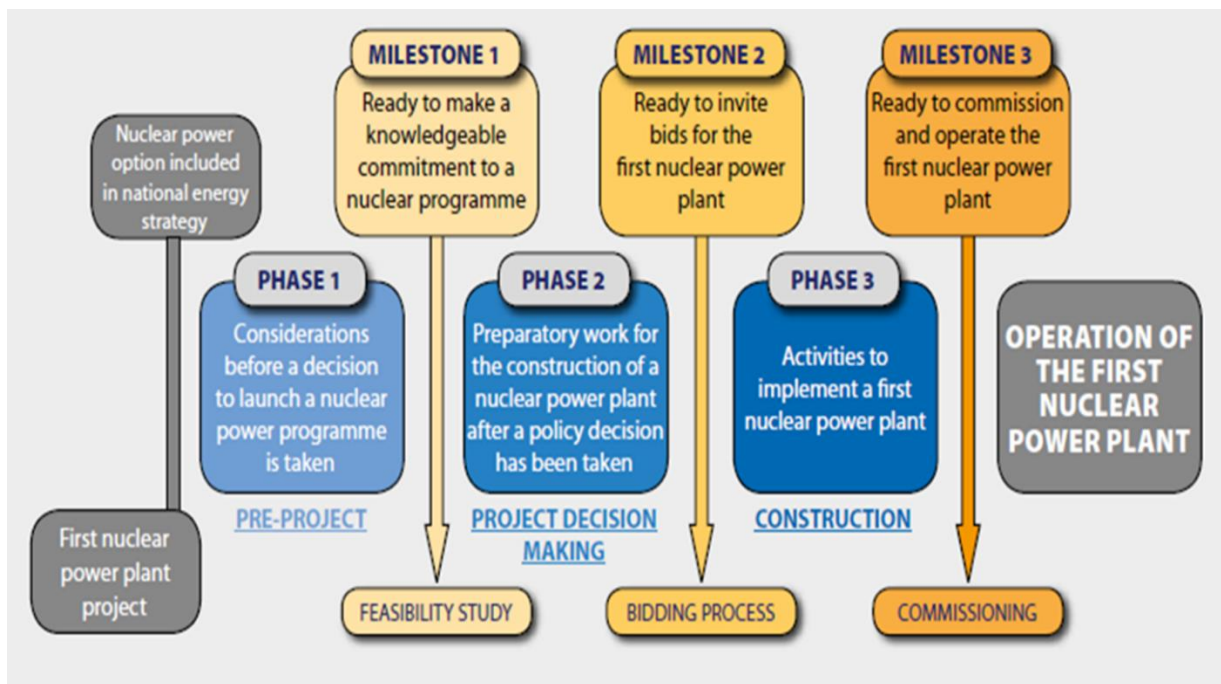 MILESTONE 1
Ready to make a
knowledgeable
commitment to a
nuclear programme
MILESTONE 2
Ready to invite
bids for the
first nuclear power
plant
MILESTONE 3
Ready to commission
and operate the
first nuclear power
plant
Nuclear power
option included
in national energy
strategy
PHASE 1
Considerations
before a decision
to launch a nuclear
power programme
is taken
PRE-PROJECT
PHASE 2
Preparatory work for
the construction of a
nuclear power plant
after a policy decision
has been taken
PROJECT DECISION
MAKING
PHASE 3
Activities to
implement a first
nuclear power plant
CONSTRUCTION
OPERATION OF
THE FIRST
NUCLEAR
POWER PLANT
First nuclear
power plant
project
FEASIBILITY STUDY
BIDDING PROCESS
COMMISSIONING